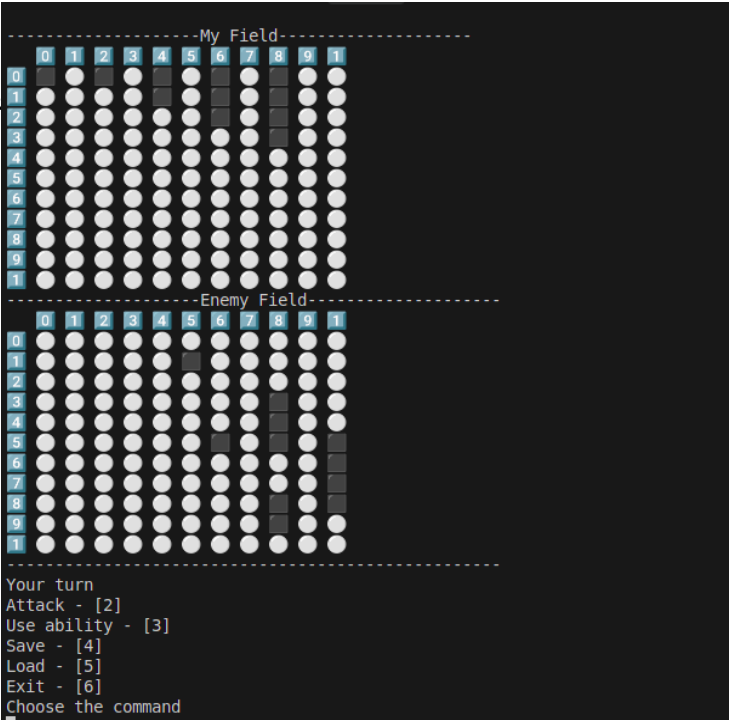 --------------------My Field--------------------
0 1 2 3 4 5 6 7 8 9 1
0
1
2
3
4
5
6
7
8
9
1
--------------------Enemy Field--------------------
0 1 2 3 4 5 6 7 8 9 1
0
1
2
3
4
5
6
7
8
9
1
---------------------------------------------------
Your turn
Attack - [2]
Use ability - [3]
Save - [4]
Load - [5]
Exit - [6]
Choose the command